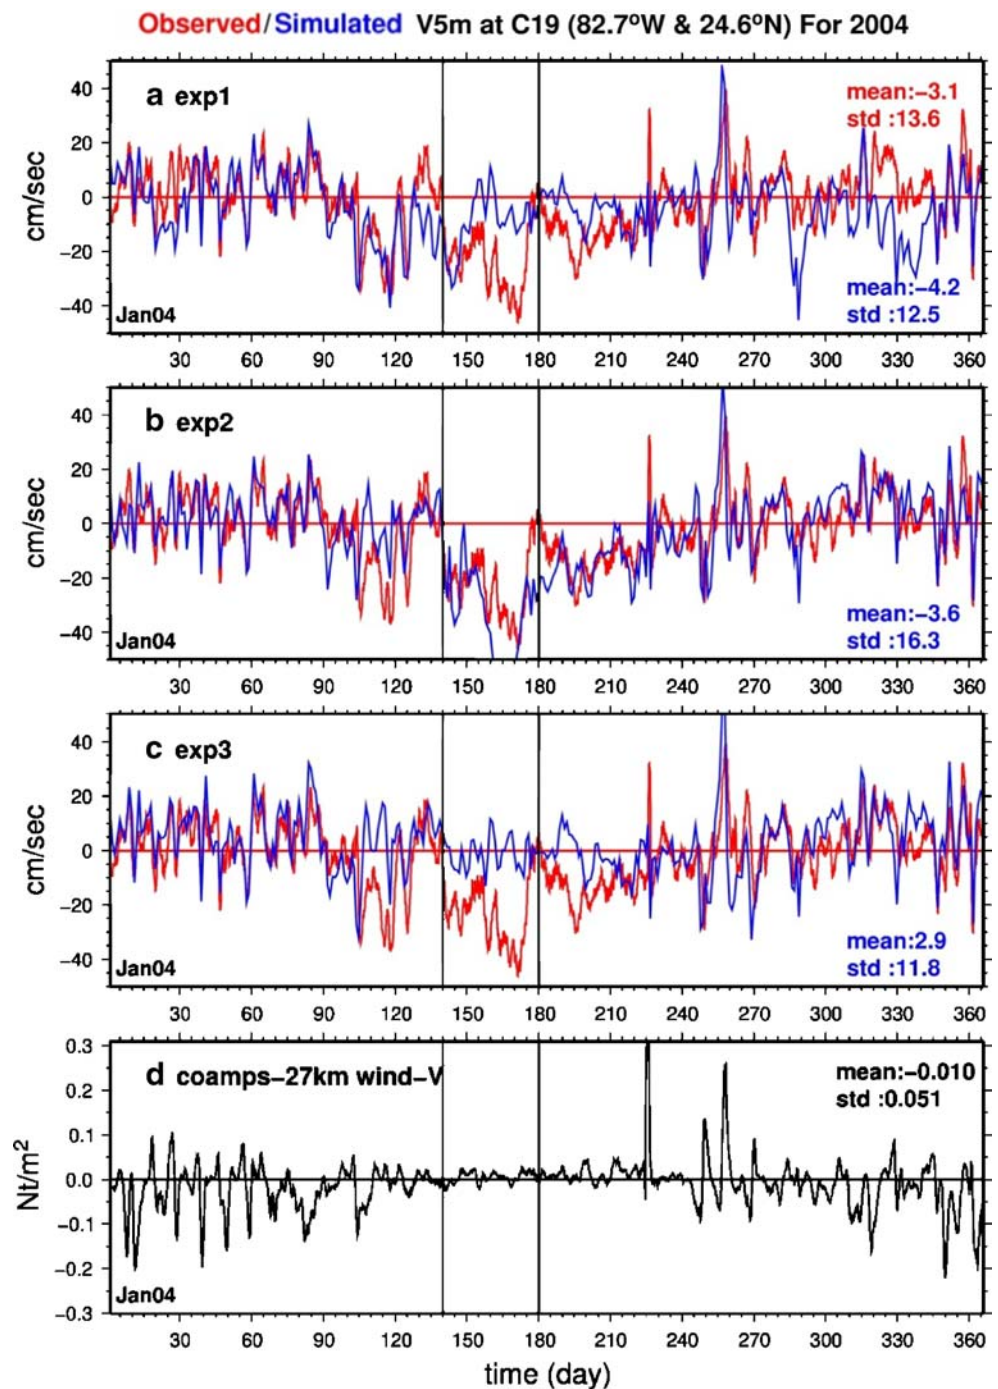 Observed/Simulated V5m at C19 (82.7°W & 24.6°N) For 2004
a exp1
mean:-3.1
std :13.6
cm/sec
40
20
0
-20
-40
mean:-4.2
std :12.5
Jan04
30 60 90 120 150 180 210 240 270 300 330 360
b exp2
cm/sec
40
20
0
-20
-40
mean:-3.6
std :16.3
Jan04
30 60 90 120 150 180 210 240 270 300 330 360
c exp3
cm/sec
40
20
0
-20
-40
mean:2.9
std :11.8
Jan04
30 60 90 120 150 180 210 240 270 300 330 360
d coamps-27km wind-V
mean:-0.010
std :0.051
Nt/m²
0.3
0.2
0.1
0.0
-0.1
-0.2
-0.3
Jan04
30 60 90 120 150 180 210 240 270 300 330 360
time (day)